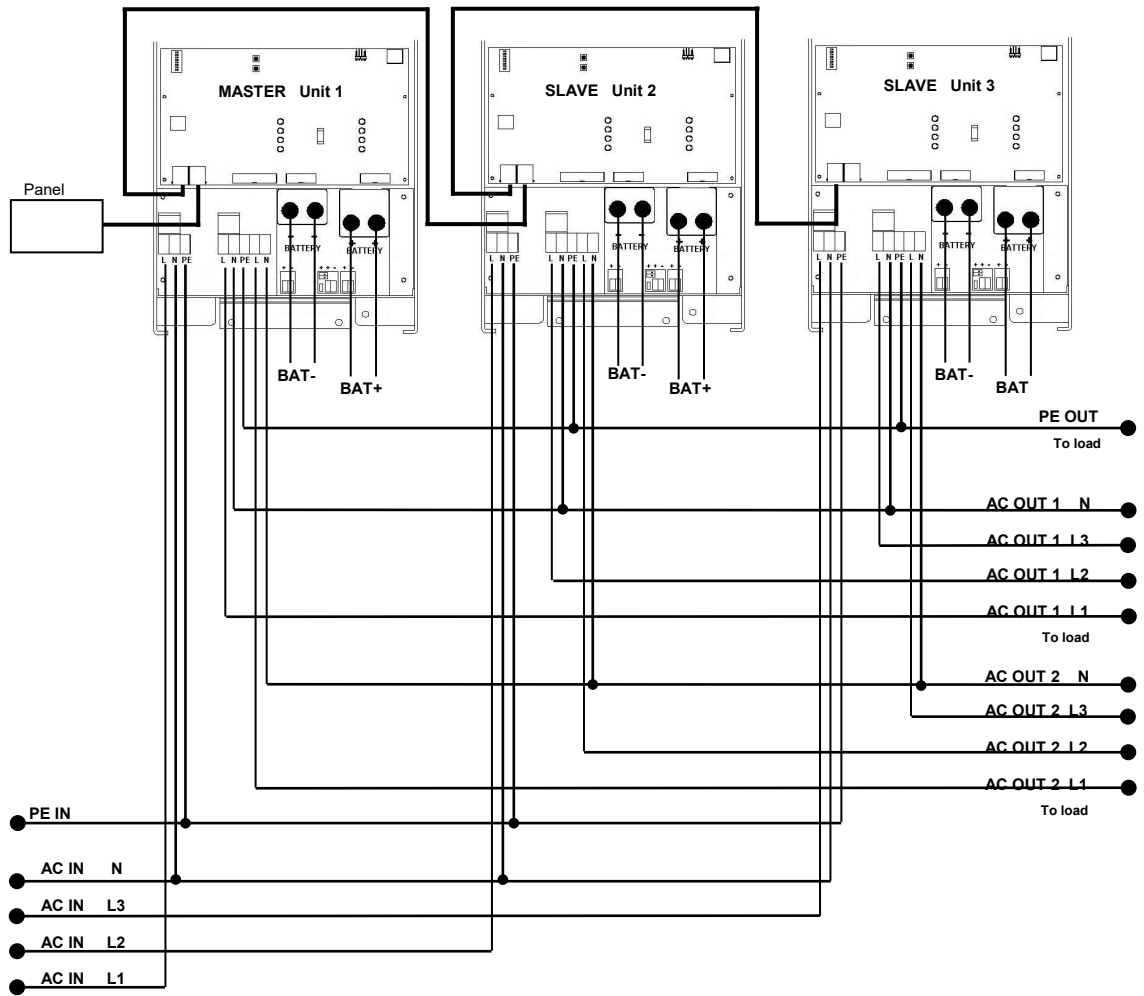 MASTER Unit 1
SLAVE Unit 2
SLAVE Unit 3
Panel
- -
+ +
BATTERY BATTERY
L N PE
L N PE L N
+ -
+ + - + -
- -
+ +
BATTERY BATTERY
L N PE
L N PE L N
+ -
+ + - + -
- -
+ +
BATTERY BATTERY
L N PE
L N PE L N
+ -
+ + - + -
BAT-
BAT+
BAT-
BAT+
BAT-
BAT
PE OUT
To load
AC OUT 1 N
AC OUT 1 L3
AC OUT 1 L2
AC OUT 1 L1
To load
AC OUT 2 N
AC OUT 2 L3
AC OUT 2 L2
AC OUT 2 L1
To load
PE IN
AC IN N
AC IN L3
AC IN L2
AC IN L1